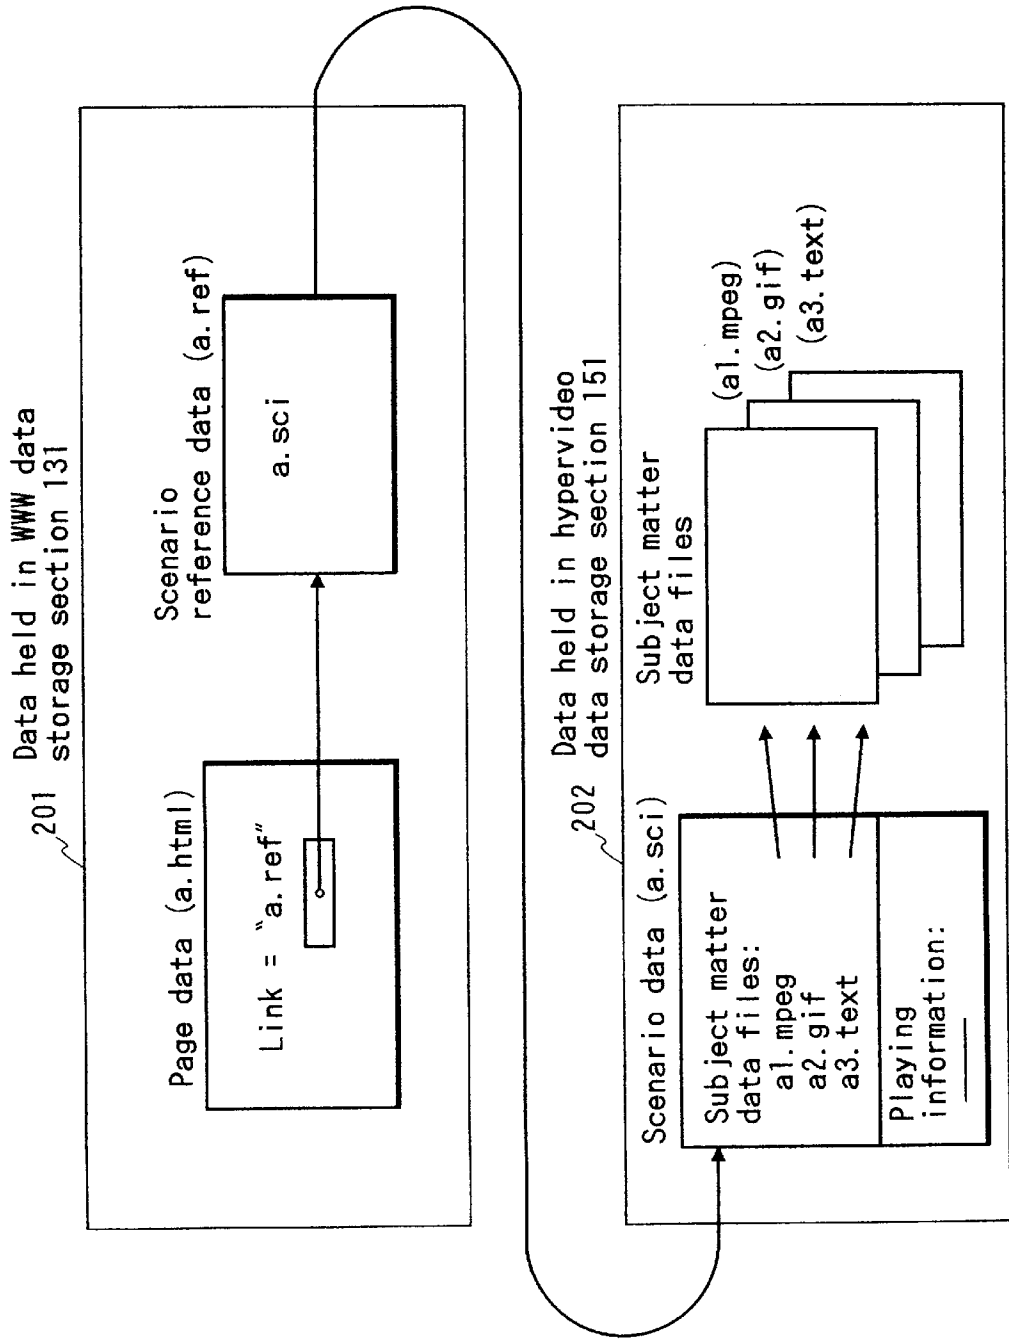 201
Data held in WWW data
storage section 131
Page data (a.html)
Link = "a.ref"
Scenario
reference data (a.ref)
a.sci
202
Data held in hypervideo
data storage section 151
Scenario data (a.sci)
Subject matter
data files:
a1.mpeg
a2.gif
a3.text
Playing
information:
Subject matter
data files
(a1.mpeg)
(a2.gif)
(a3.text)